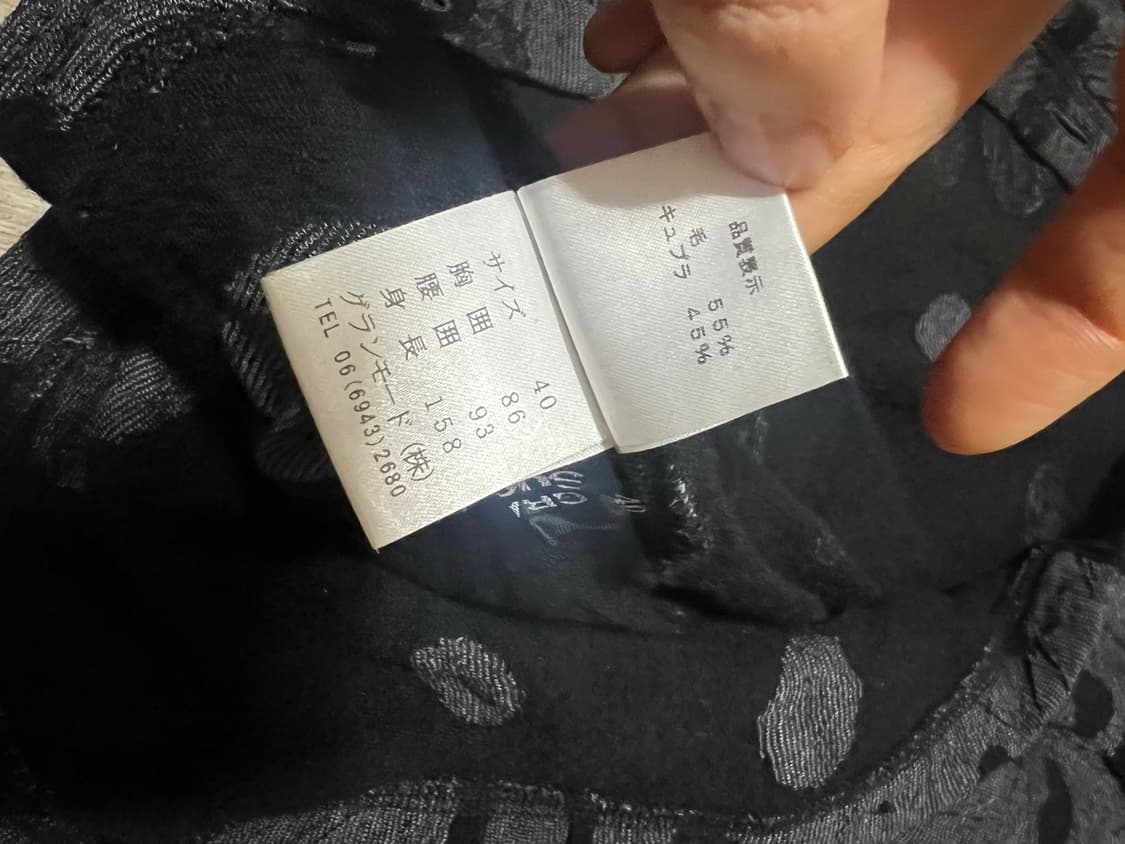 サイズ 40
胸囲 86
腰囲 93
身長 158
グランモード(株)
TEL 06(6943)2680
品質表示
毛 55%
キュプラ 45%